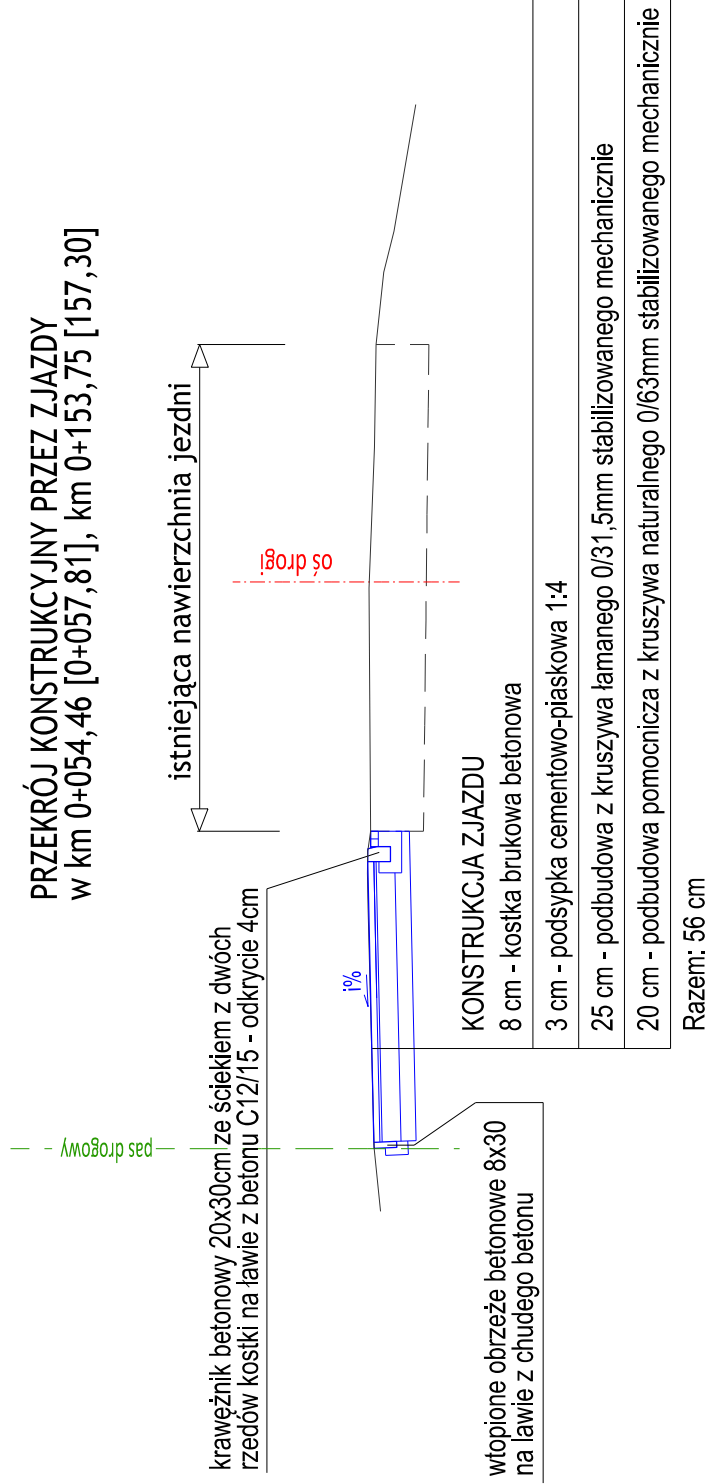 PRZEKRÓJ KONSTRUKCYJNY PRZEZ ZJAZDY
w km 0+054,46 [0+057,81], km 0+153,75 [157,30]
istniejąca nawierzchnia jezdni
oś drogi
pas drogowy
i%
krawężnik betonowy 20x30cm ze ściekiem z dwóch
rzedów kostki na ławie z betonu C12/15 - odkrycie 4cm
wtopione obrzeże betonowe 8x30
na lawie z chudego betonu
KONSTRUKCJA ZJAZDU
8 cm - kostka brukowa betonowa
3 cm - podsypka cementowo-piaskowa 1:4
25 cm - podbudowa z kruszywa łamanego 0/31,5mm stabilizowanego mechanicznie
20 cm - podbudowa pomocnicza z kruszywa naturalnego 0/63mm stabilizowanego mechanicznie
Razem: 56 cm